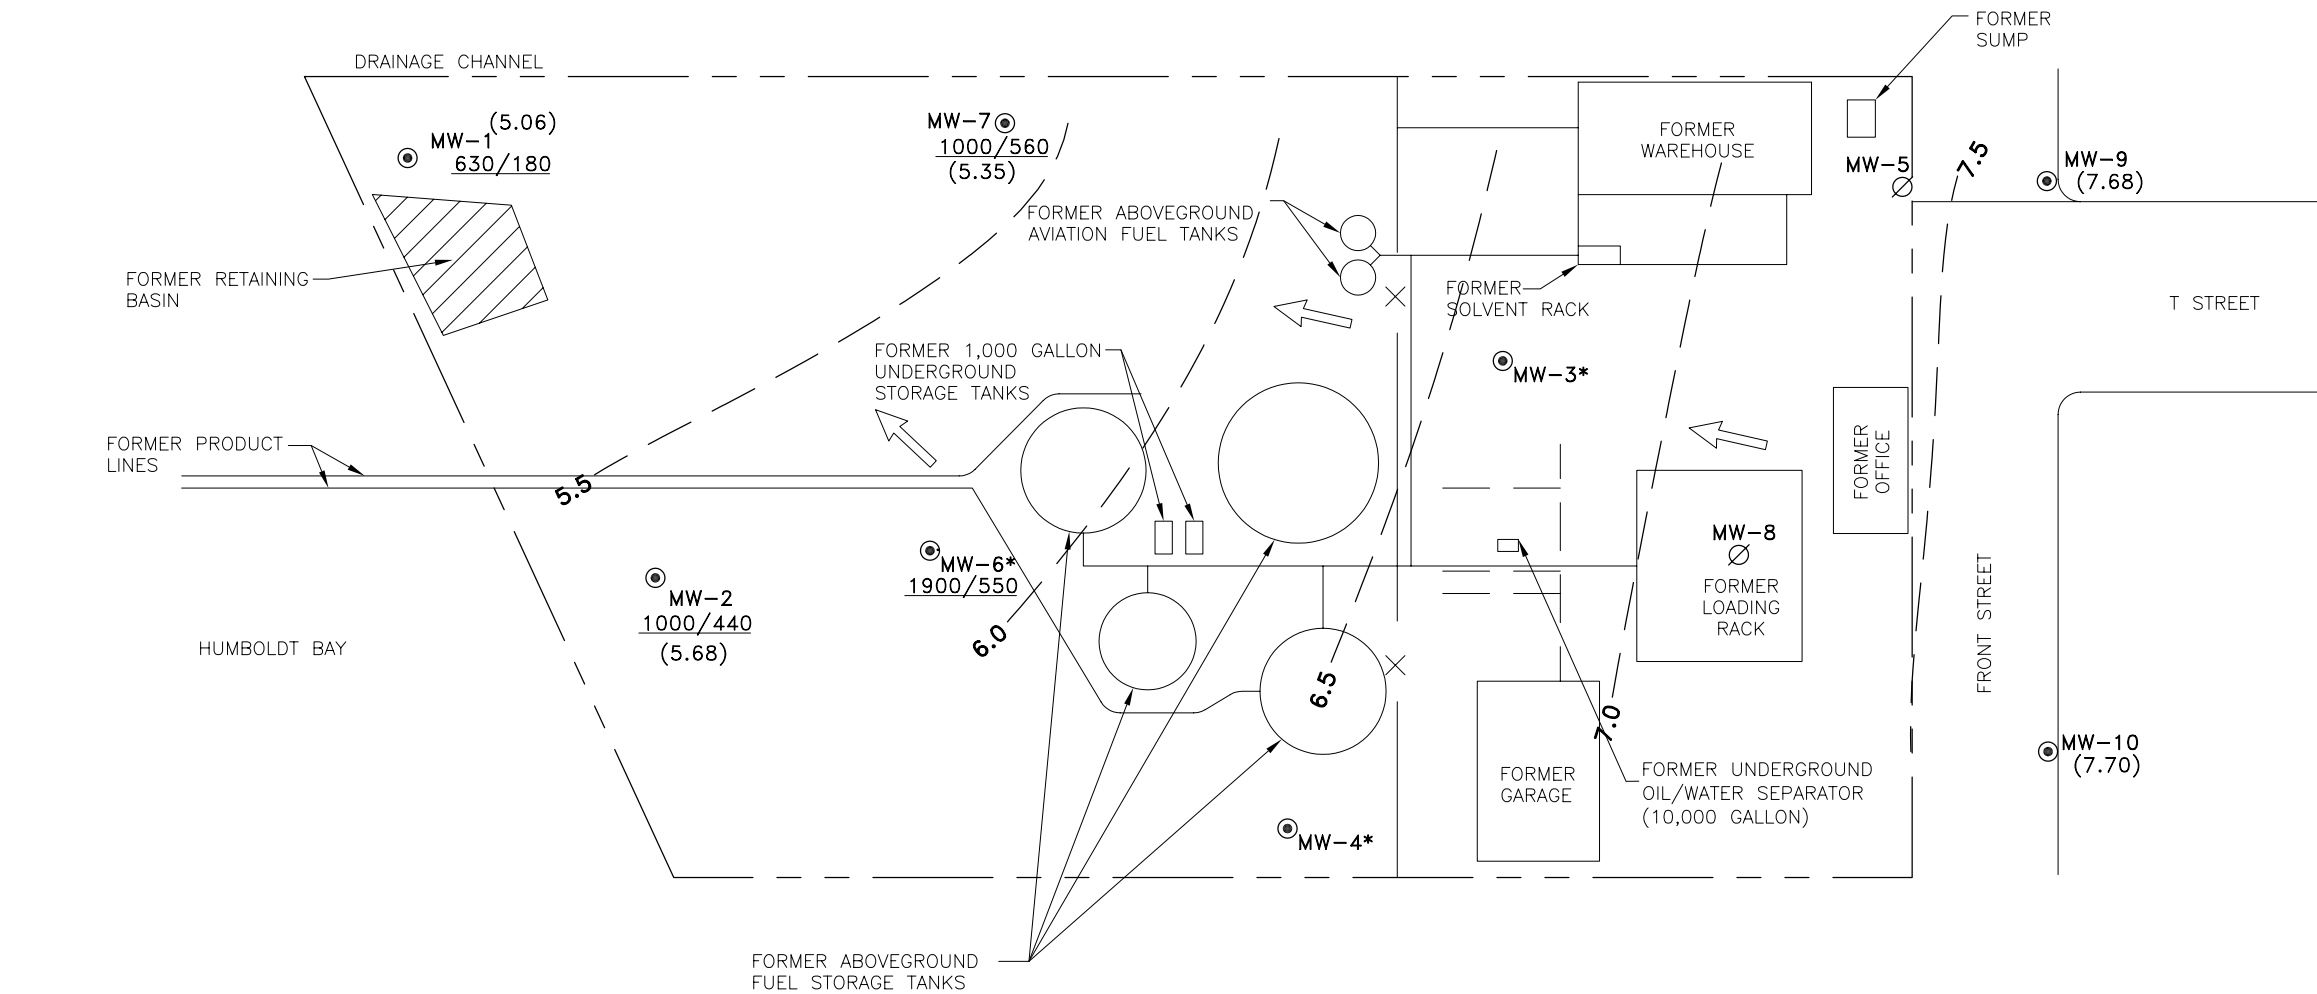 FORMER
SUMP
DRAINAGE CHANNEL
(5.06)
MW-1
630/180
MW-7
1000/560
(5.35)
FORMER
WAREHOUSE
MW-5
7.5
MW-9
(7.68)
FORMER ABOVEGROUND
AVIATION FUEL TANKS
FORMER RETAINING
BASIN
FORMER
SOLVENT RACK
T STREET
FORMER 1,000 GALLON
UNDERGROUND
STORAGE TANKS
MW-3*
FORMER PRODUCT
LINES
5.5
FORMER
OFFICE
MW-8
FORMER
LOADING
RACK
MW-6*
1900/550
MW-2
1000/440
(5.68)
HUMBOLDT BAY
6.0
6.5
7.0
FRONT STREET
MW-10
(7.70)
FORMER
GARAGE
FORMER UNDERGROUND
OIL/WATER SEPARATOR
(10,000 GALLON)
MW-4*
FORMER ABOVEGROUND
FUEL STORAGE TANKS